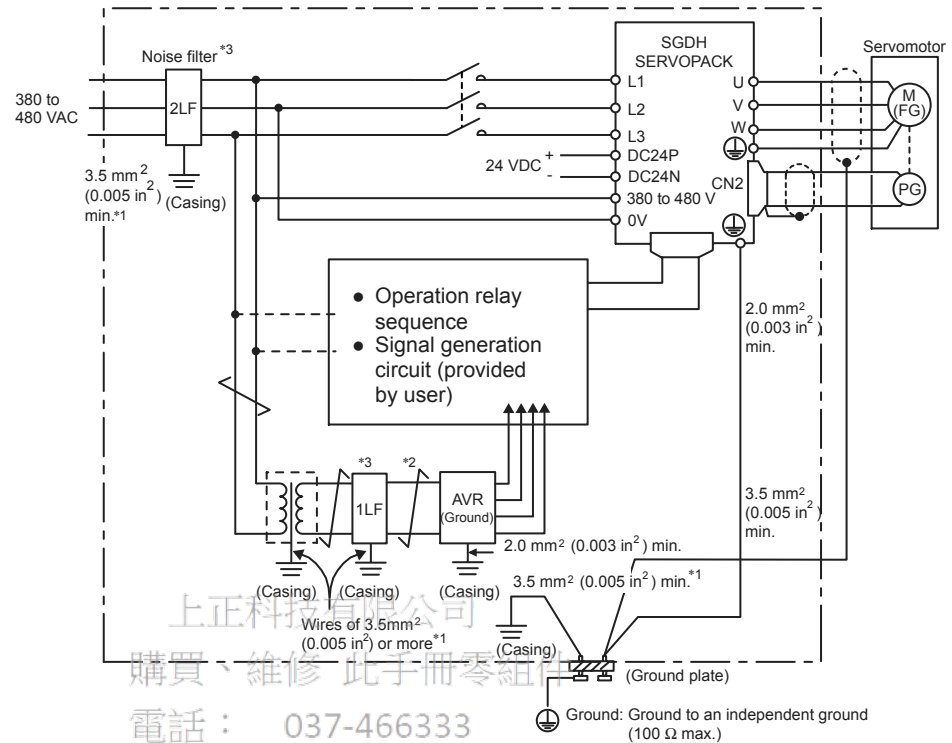 Noise filter*3
380 to
480 VAC
2LF
3.5 mm2
(0.005 in2)
min.*1
(Casing)
SGDH
SERVOPACK
L1
L2
L3
24 VDC
+
-
DC24P
DC24N
380 to 480 V
0V
U
V
W
CN2
Servomotor
M
(FG)
PG
• Operation relay
sequence
• Signal generation
circuit (provided
by user)
2.0 mm2
(0.003 in2)
min.
*3
*2
1LF
AVR
(Ground)
3.5 mm2
(0.005 in2)
min.
2.0 mm2 (0.003 in2) min.
3.5 mm2 (0.005 in2) min.*1
(Casing)
(Casing)
(Casing)
Wires of 3.5mm2
(0.005 in2) or more*1
(Casing)
(Ground plate)
Ground: Ground to an independent ground
(100 Ω max.)
上正科技有限公司
購買、維修 此手冊零組件
電話： 037-466333